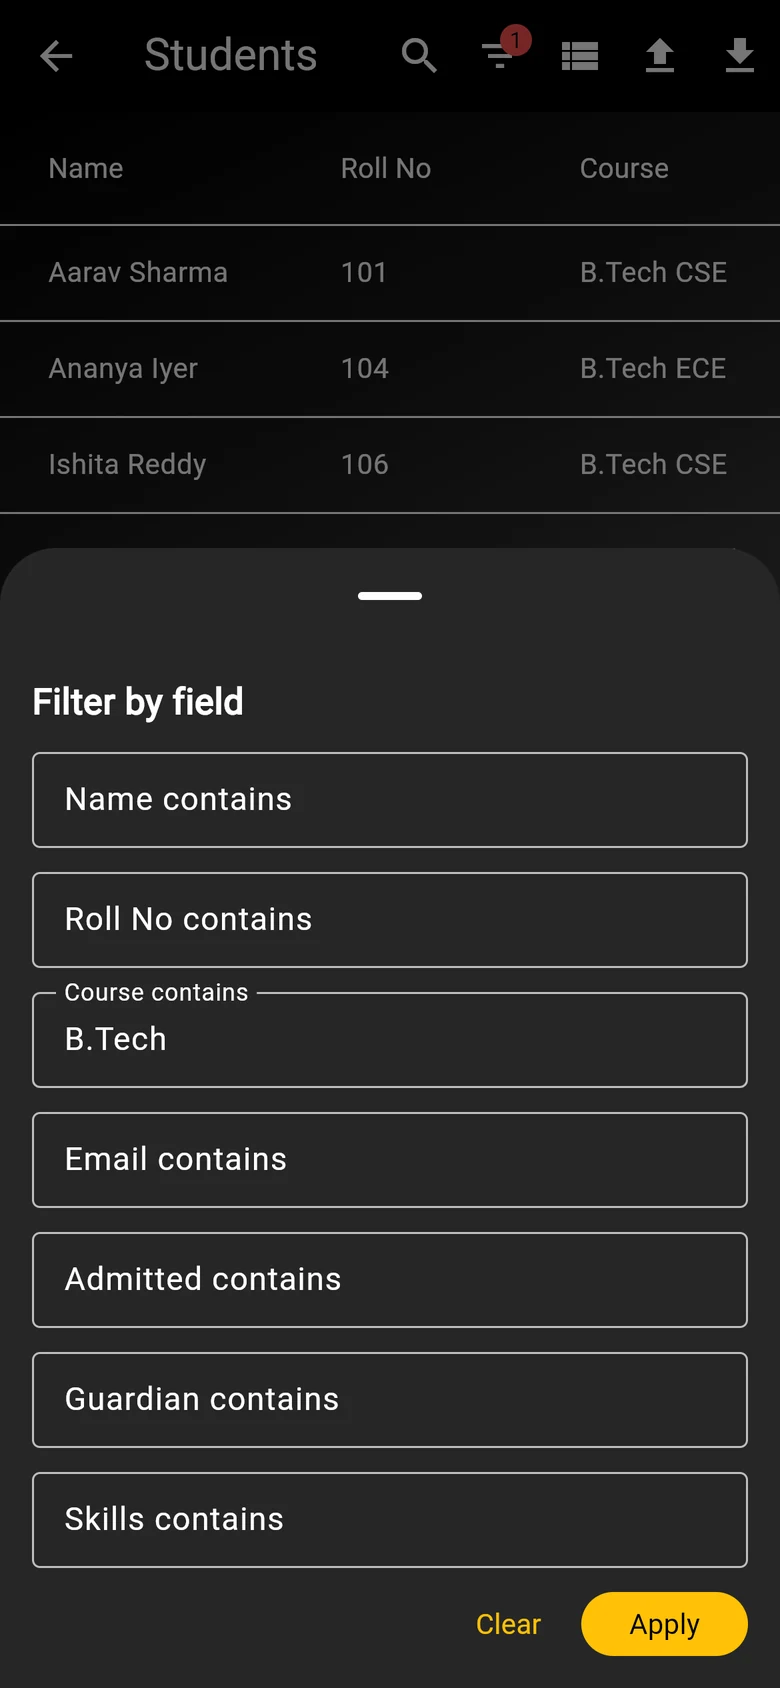 Students
1
Name Roll No Course
Aarav Sharma 101 B.Tech CSE
Ananya Iyer 104 B.Tech ECE
Ishita Reddy 106 B.Tech CSE
Filter by field
Name contains
Roll No contains
Course contains
B.Tech
Email contains
Admitted contains
Guardian contains
Skills contains
Clear Apply